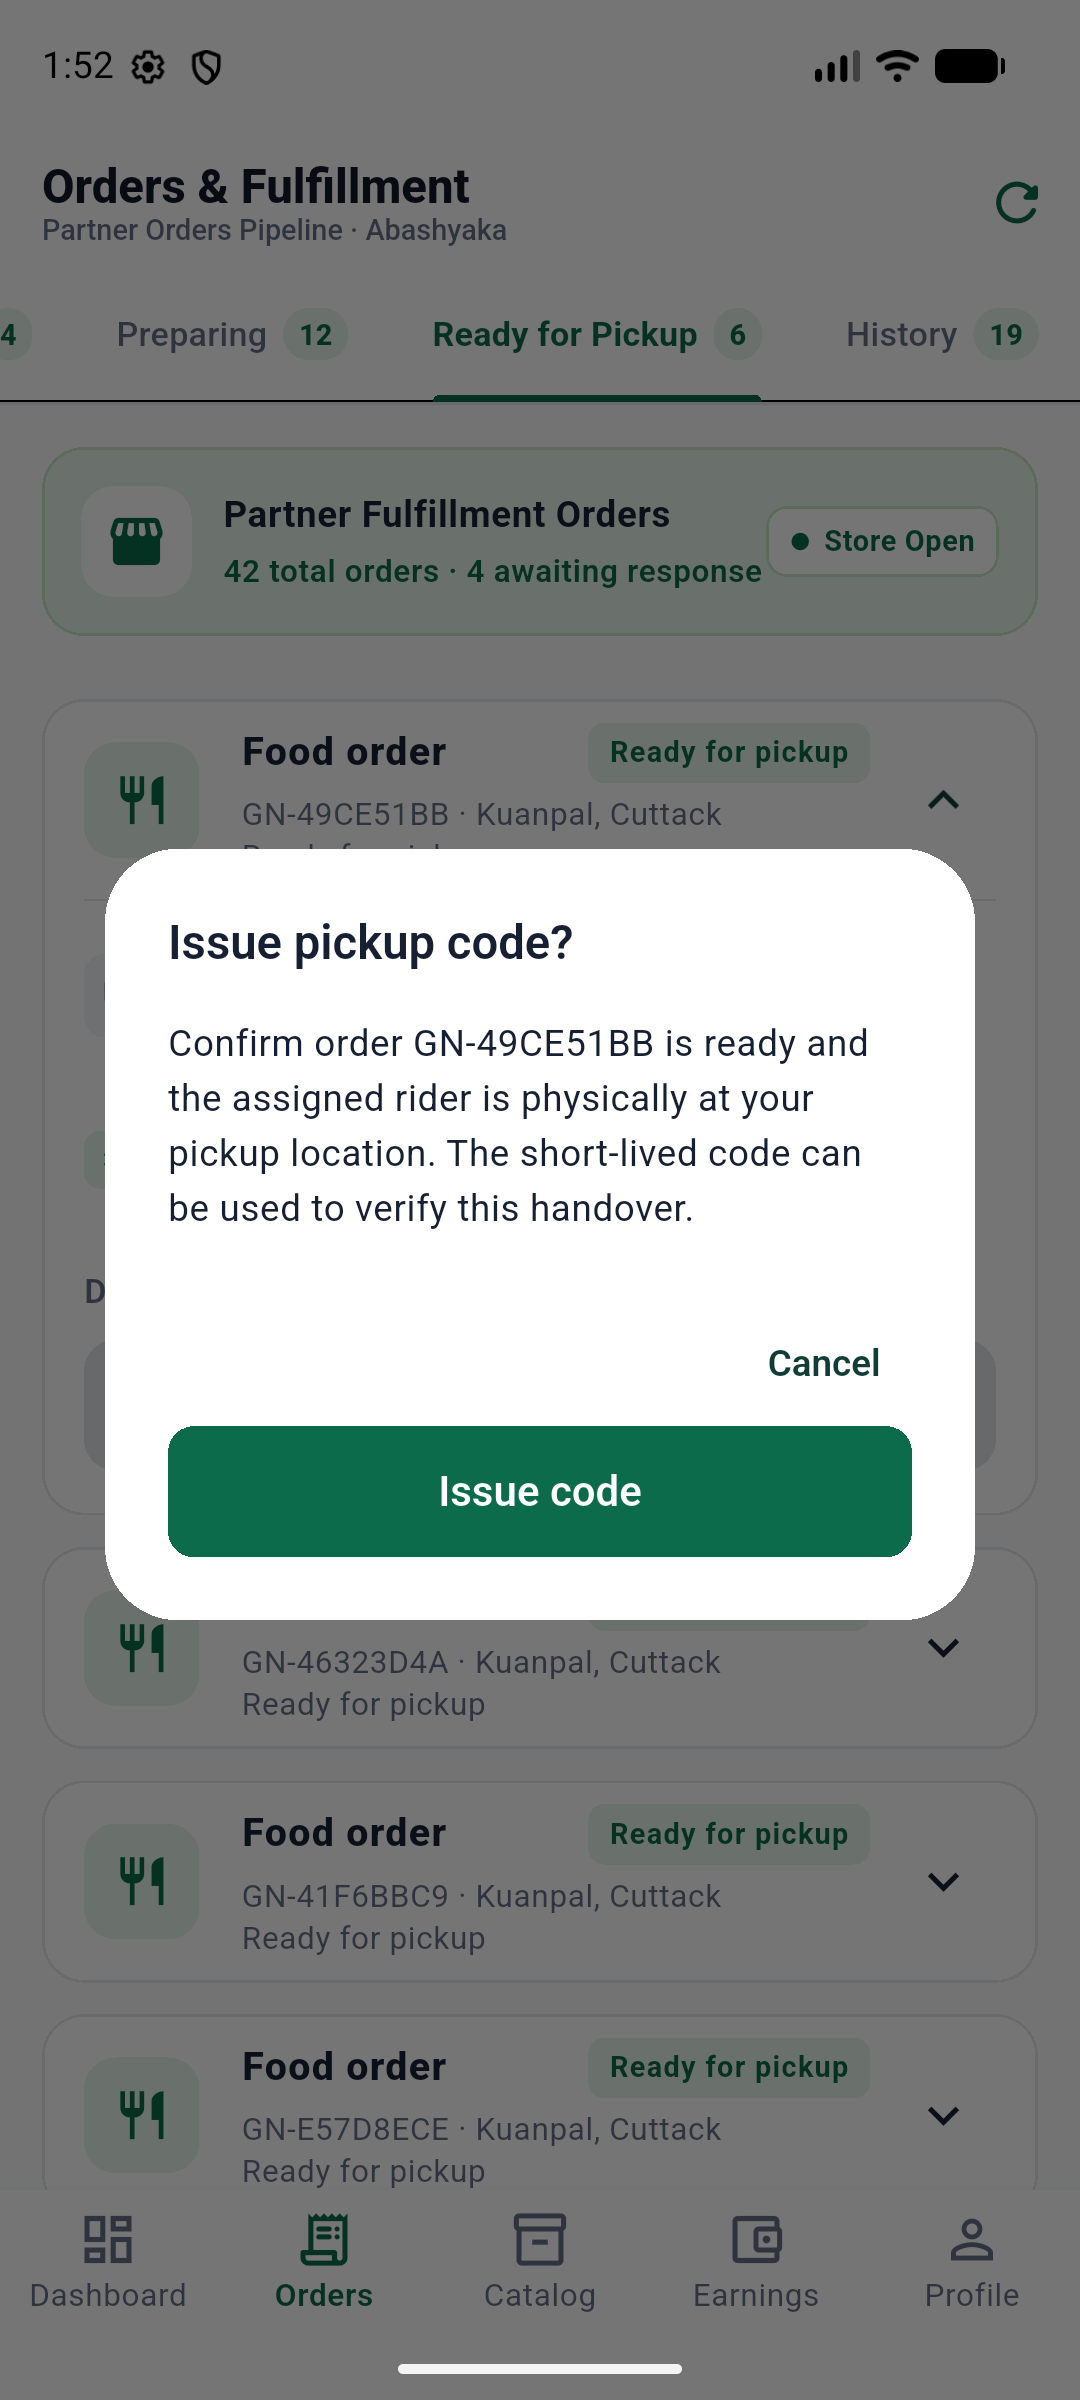 1:52
Orders & Fulfillment
Partner Orders Pipeline · Abashyaka
4 Preparing 12 Ready for Pickup 6 History 19
Partner Fulfillment Orders
42 total orders · 4 awaiting response
Store Open
Food order Ready for pickup
GN-49CE51BB · Kuanpal, Cuttack
Issue pickup code?
Confirm order GN-49CE51BB is ready and
the assigned rider is physically at your
pickup location. The short-lived code can
be used to verify this handover.
D
Cancel
Issue code
GN-46323D4A · Kuanpal, Cuttack
Ready for pickup
Food order Ready for pickup
GN-41F6BBC9 · Kuanpal, Cuttack
Ready for pickup
Food order Ready for pickup
GN-E57D8ECE · Kuanpal, Cuttack
Ready for pickup
Dashboard Orders Catalog Earnings Profile